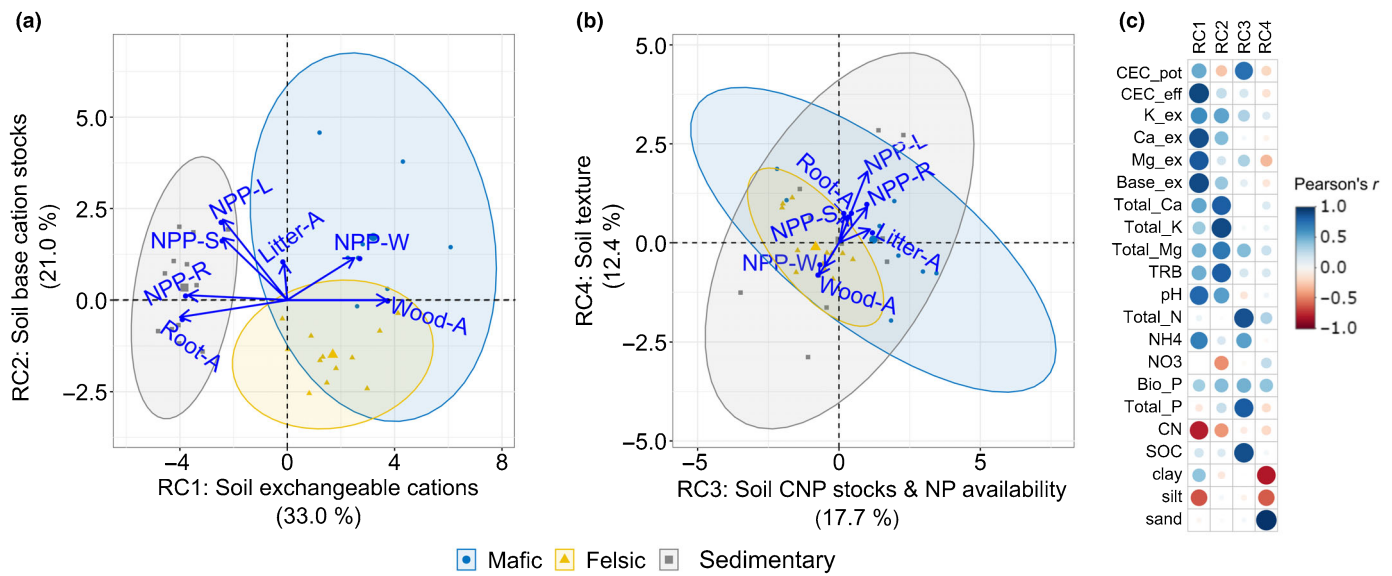 (a)
RC2: Soil base cation stocks
(21.0 %)
5.0
2.5
0.0
−2.5
−4
0
4
8
NPP-L
NPP-S
Litter-A
NPP-W
NPP-R
Wood-A
Root-A
RC1: Soil exchangeable cations
(33.0 %)
(b)
RC4: Soil texture
(12.4 %)
5.0
2.5
0.0
−2.5
−5.0
−5
0
5
NPP-L
Root-A
NPP-R
NPP-S
Litter-A
NPP-W
Wood-A
RC3: Soil CNP stocks & NP availability
(17.7 %)
Mafic
Felsic
Sedimentary
(c)
RC1
RC2
RC3
RC4
CEC_pot
CEC_eff
K_ex
Ca_ex
Mg_ex
Base_ex
Total_Ca
Total_K
Total_Mg
TRB
pH
Total_N
NH4
NO3
Bio_P
Total_P
CN
SOC
clay
silt
sand
Pearson's r
1.0
0.5
0.0
−0.5
−1.0